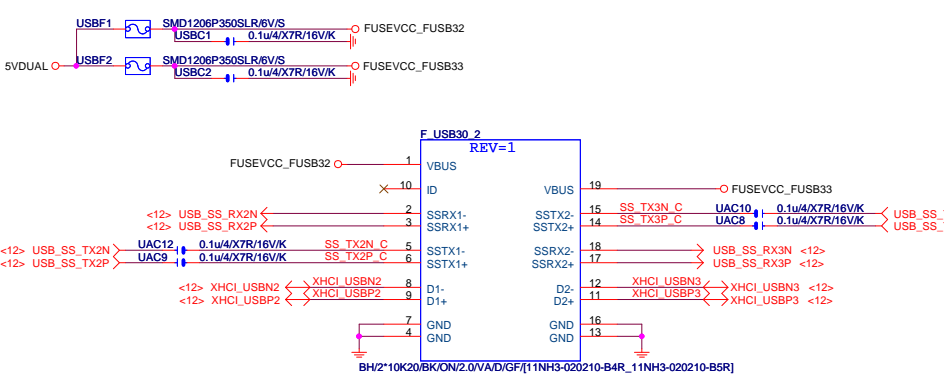 USBF1 SMD1206P350SLR/6V/S
FUSEVCC_FUSB32
USBC1 0.1u/4/X7R/16V/K
5VDUAL USBF2 SMD1206P350SLR/6V/S
FUSEVCC_FUSB33
USBC2 0.1u/4/X7R/16V/K
F_USB30_2
REV=1
FUSEVCC_FUSB32 1 VBUS
10 ID VBUS 19 FUSEVCC_FUSB33
<12> USB_SS_RX2N 2 SSRX1- SSTX2- 15 SS_TX3N_C UAC10 0.1u/4/X7R/16V/K USB_SS_
<12> USB_SS_RX2P 3 SSRX1+ SSTX2+ 14 SS_TX3P_C UAC8 0.1u/4/X7R/16V/K USB_SS_
<12> USB_SS_TX2N UAC12 0.1u/4/X7R/16V/K SS_TX2N_C 5 SSTX1- SSRX2- 18 USB_SS_RX3N <12>
<12> USB_SS_TX2P UAC9 0.1u/4/X7R/16V/K SS_TX2P_C 6 SSTX1+ SSRX2+ 17 USB_SS_RX3P <12>
<12> XHCI_USBN2 XHCI_USBN2 8 D1- D2- 12 XHCI_USBN3 XHCI_USBN3 <12>
<12> XHCI_USBP2 XHCI_USBP2 9 D1+ D2+ 11 XHCI_USBP3 XHCI_USBP3 <12>
7 GND GND 16
4 GND GND 13
BH/2*10K20/BK/ON/2.0/VA/D/GF/[11NH3-020210-B4R_11NH3-020210-B5R]